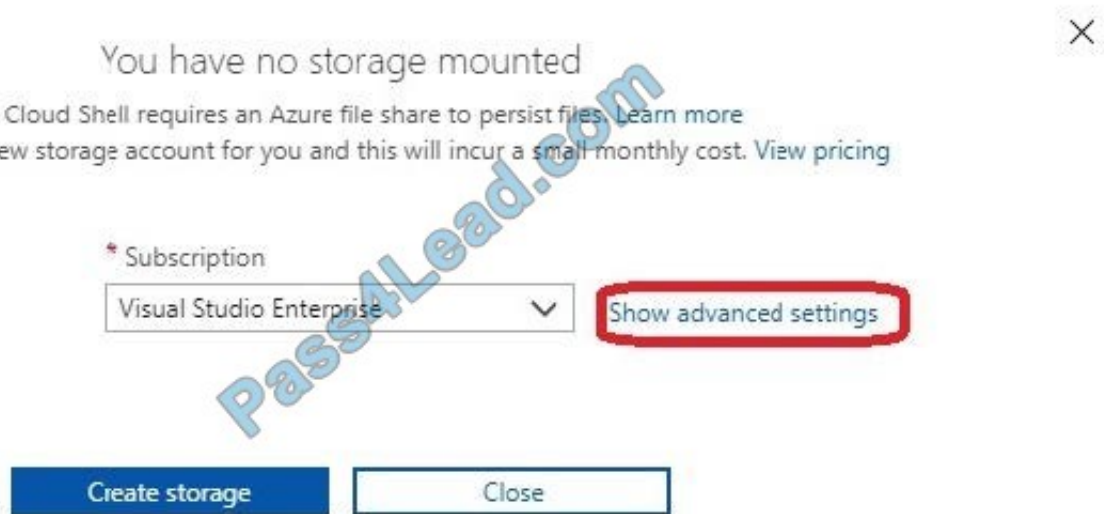 You have no storage mounted
Cloud Shell requires an Azure file share to persist files. Learn more
ew storage account for you and this will incur a small monthly cost. View pricing
* Subscription
Visual Studio Enterprise
Show advanced settings
Create storage
Close
Pass4Lead.com